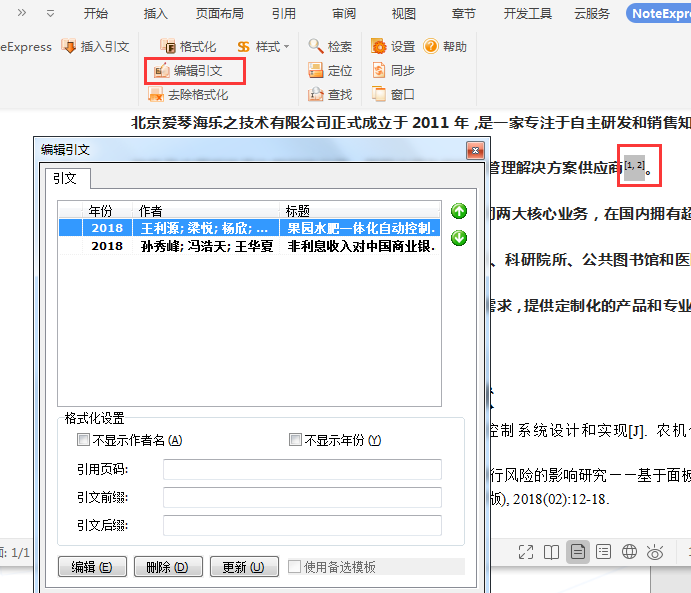 开始 插入 页面布局 引用 审阅 视图 章节 开发工具 云服务 NoteExpre
eExpress 插入引文 格式化 样式 检索 设置 帮助
编辑引文 定位 同步
去除格式化 查找 窗口
北京爱琴海乐之技术有限公司正式成立于 2011 年,是一家专注于自主研发和销售知
管理解决方案供应商[1, 2]。
两大核心业务，在国内拥有超
、科研院所、公共图书馆和医
需求，提供定制化的产品和专业
编辑引文
引文
年份 作者 标题
2018 王利源; 梁悦; 杨欣; ... 果园水肥一体化自动控制.
2018 孙秀峰; 冯浩天; 王华夏 非利息收入对中国商业银.
格式化设置
不显示作者名(A) 不显示年份(Y)
引用页码:
引文前缀:
引文后缀:
编辑(E) 删除(D) 更新(U) 使用备选模板
控制系统设计和实现[J]. 农机
行风险的影响研究——基于面板
版), 2018(02):12-18.
面: 1/1